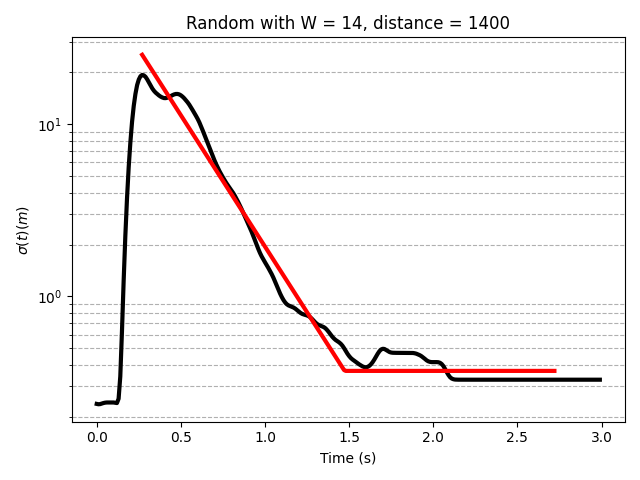 Random with W = 14, distance = 1400
10¹
10⁰
σ(t)(m)
0.0 0.5 1.0 1.5 2.0 2.5 3.0
Time (s)